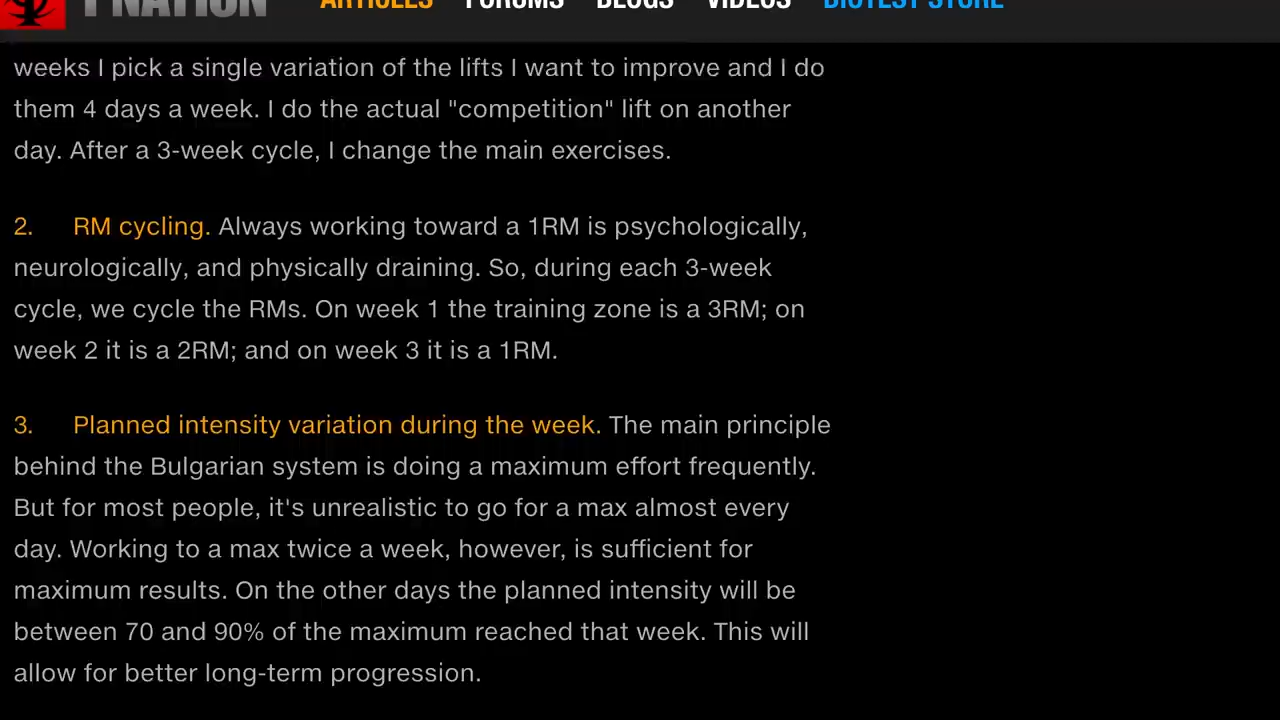 T NATION ARTICLES FORUMS BLOGS VIDEOS BIOTEST STORE
weeks I pick a single variation of the lifts I want to improve and I do
them 4 days a week. I do the actual "competition" lift on another
day. After a 3-week cycle, I change the main exercises.
2. RM cycling. Always working toward a 1RM is psychologically,
neurologically, and physically draining. So, during each 3-week
cycle, we cycle the RMs. On week 1 the training zone is a 3RM; on
week 2 it is a 2RM; and on week 3 it is a 1RM.
3. Planned intensity variation during the week. The main principle
behind the Bulgarian system is doing a maximum effort frequently.
But for most people, it's unrealistic to go for a max almost every
day. Working to a max twice a week, however, is sufficient for
maximum results. On the other days the planned intensity will be
between 70 and 90% of the maximum reached that week. This will
allow for better long-term progression.